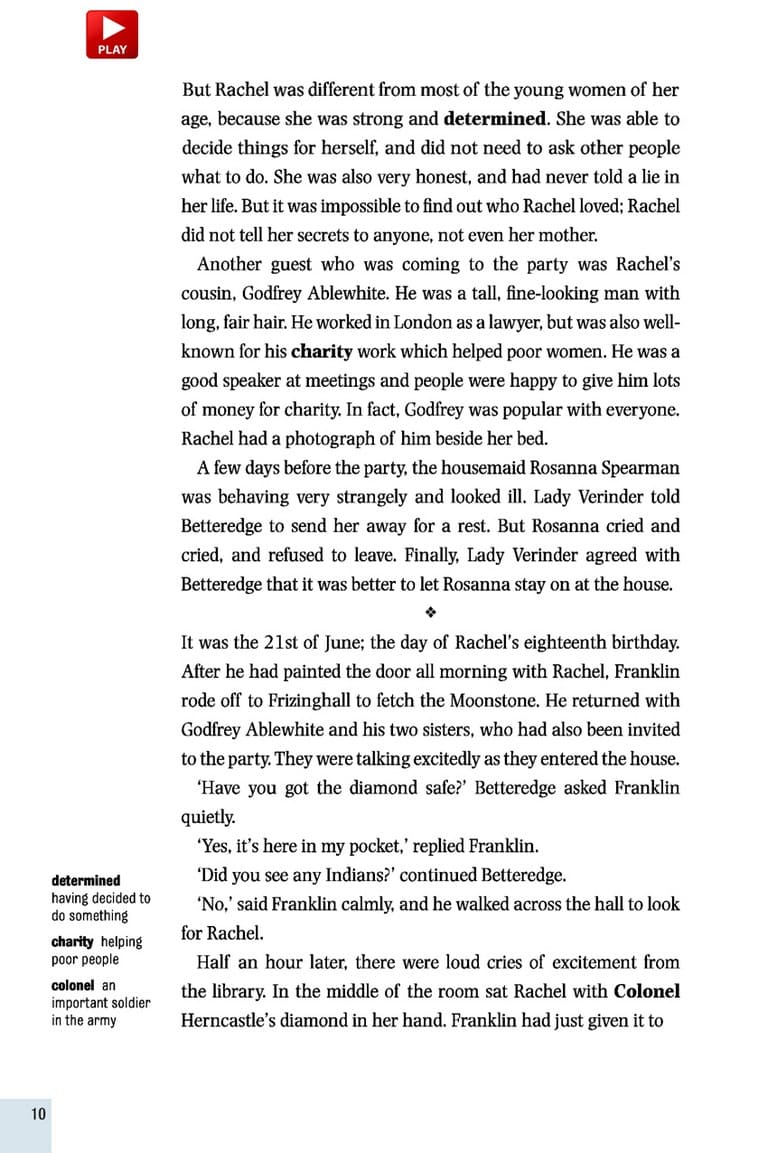 PLAY
But Rachel was different from most of the young women of her
age, because she was strong and determined. She was able to
decide things for herself, and did not need to ask other people
what to do. She was also very honest, and had never told a lie in
her life. But it was impossible to find out who Rachel loved; Rachel
did not tell her secrets to anyone, not even her mother.
Another guest who was coming to the party was Rachel’s
cousin, Godfrey Ablewhite. He was a tall, fine-looking man with
long, fair hair. He worked in London as a lawyer, but was also well-
known for his charity work which helped poor women. He was a
good speaker at meetings and people were happy to give him lots
of money for charity. In fact, Godfrey was popular with everyone.
Rachel had a photograph of him beside her bed.
A few days before the party, the housemaid Rosanna Spearman
was behaving very strangely and looked ill. Lady Verinder told
Betteredge to send her away for a rest. But Rosanna cried and
cried, and refused to leave. Finally, Lady Verinder agreed with
Betteredge that it was better to let Rosanna stay on at the house.
❖
It was the 21st of June; the day of Rachel’s eighteenth birthday.
After he had painted the door all morning with Rachel, Franklin
rode off to Frizinghall to fetch the Moonstone. He returned with
Godfrey Ablewhite and his two sisters, who had also been invited
to the party. They were talking excitedly as they entered the house.
‘Have you got the diamond safe?’ Betteredge asked Franklin
quietly.
‘Yes, it’s here in my pocket,’ replied Franklin.
‘Did you see any Indians?’ continued Betteredge.
‘No,’ said Franklin calmly, and he walked across the hall to look
for Rachel.
Half an hour later, there were loud cries of excitement from
the library. In the middle of the room sat Rachel with Colonel
Herncastle’s diamond in her hand. Franklin had just given it to
determined
having decided to
do something
charity helping
poor people
colonel an
important soldier
in the army
10